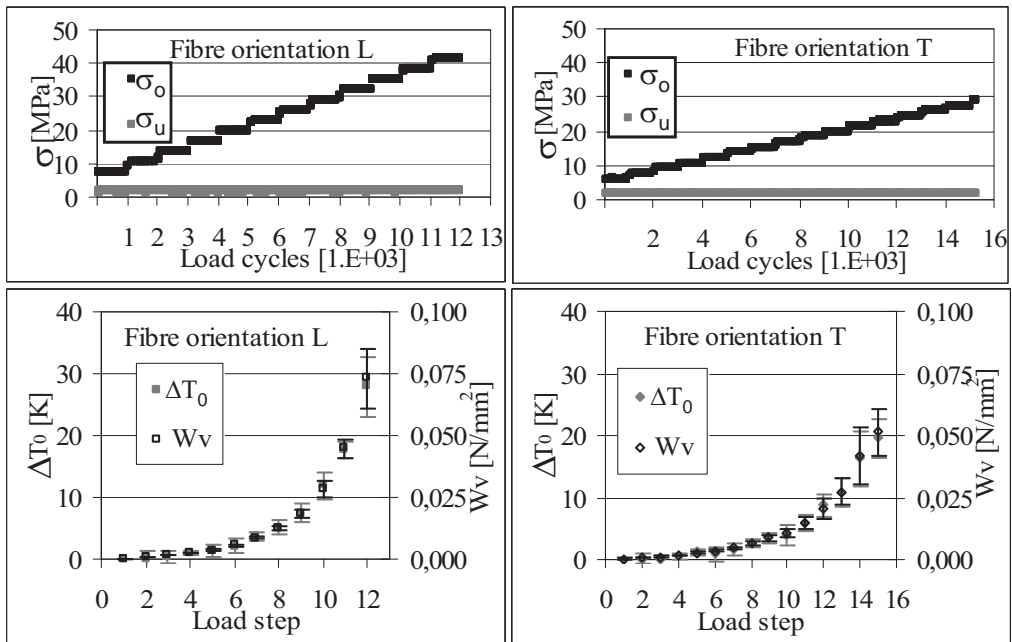 Fibre orientation L
σo
σu
σ [MPa]
50
40
30
20
10
0
1 2 3 4 5 6 7 8 9 10 11 12 13
Load cycles [1.E+03]
Fibre orientation T
σo
σu
σ [MPa]
50
40
30
20
10
0
2 4 6 8 10 12 14 16
Load cycles [1.E+03]
Fibre orientation L
ΔT0
Wv
ΔT0 [K]
40
30
20
10
0
0,100
0,075
0,050
0,025
0,000
Wv [N/mm2]
0 2 4 6 8 10 12
Load step
Fibre orientation T
ΔT0
Wv
ΔT0 [K]
40
30
20
10
0
0,100
0,075
0,050
0,025
0,000
Wv [N/mm2]
0 2 4 6 8 10 12 14 16
Load step